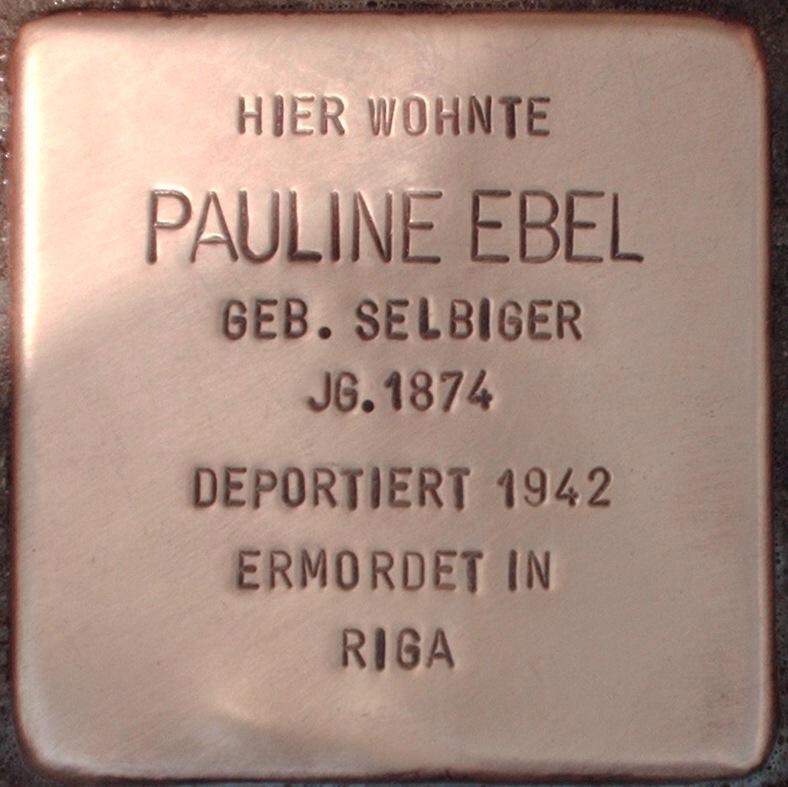 HIER WOHNTE
PAULINE EBEL
GEB. SELBIGER
JG.1874
DEPORTIERT 1942
ERMORDET IN
RIGA